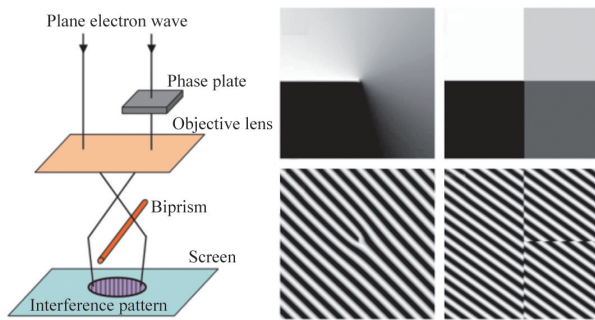 Plane electron wave
Phase plate
Objective lens
Biprism
Screen
Interference pattern